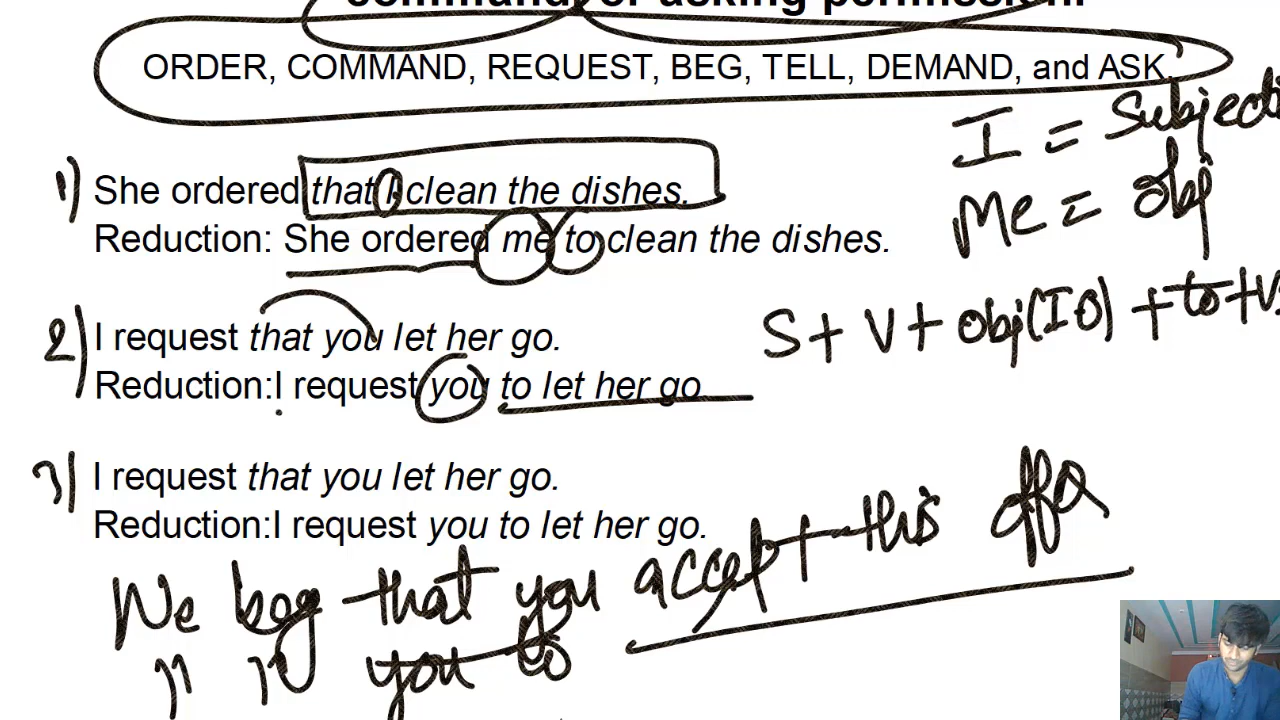 command, or asking permission.
ORDER, COMMAND, REQUEST, BEG, TELL, DEMAND, and ASK.
I = Subjecti
Me = Obj
1) She ordered that I clean the dishes.
Reduction: She ordered me to clean the dishes.
S + V + Obj(IO) + to + V
2) I request that you let her go.
Reduction:I request you to let her go
3) I request that you let her go.
Reduction:I request you to let her go.
We beg that you accept this offer
" " you to